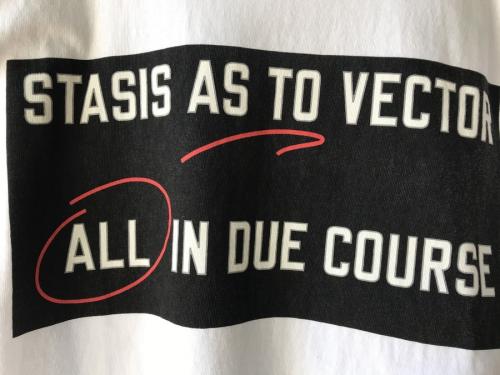 STASIS AS TO VECTOR
ALL IN DUE COURSE